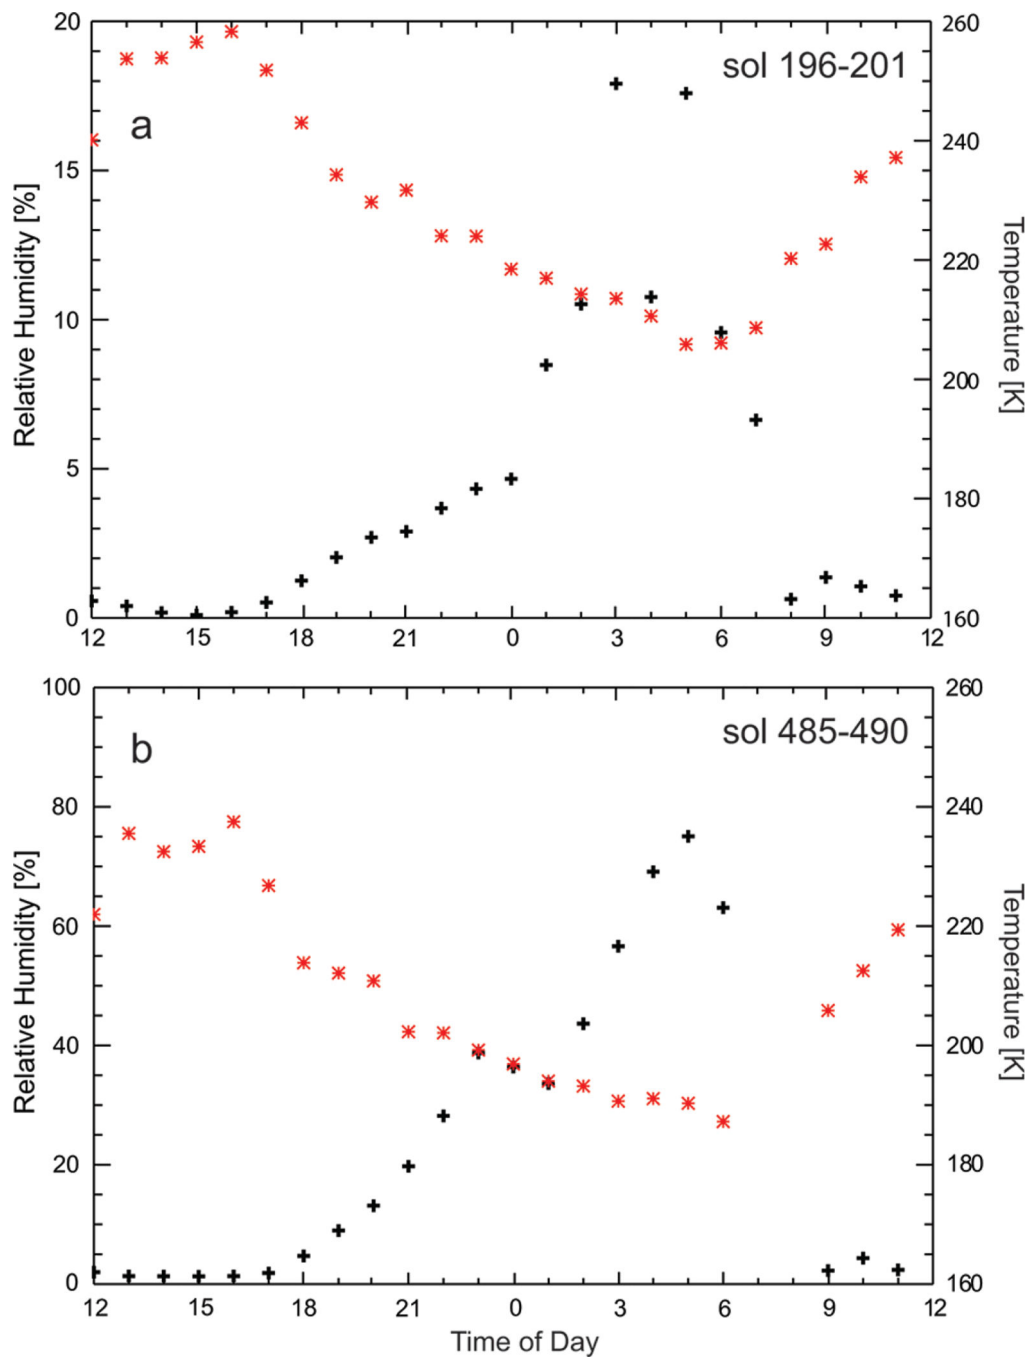 20
15
10
5
0
Relative Humidity [%]
a
sol 196-201
260
240
220
200
180
160
Temperature [K]
12 15 18 21 0 3 6 9 12
100
80
60
40
20
0
Relative Humidity [%]
b
sol 485-490
260
240
220
200
180
160
Temperature [K]
12 15 18 21 0 3 6 9 12
Time of Day